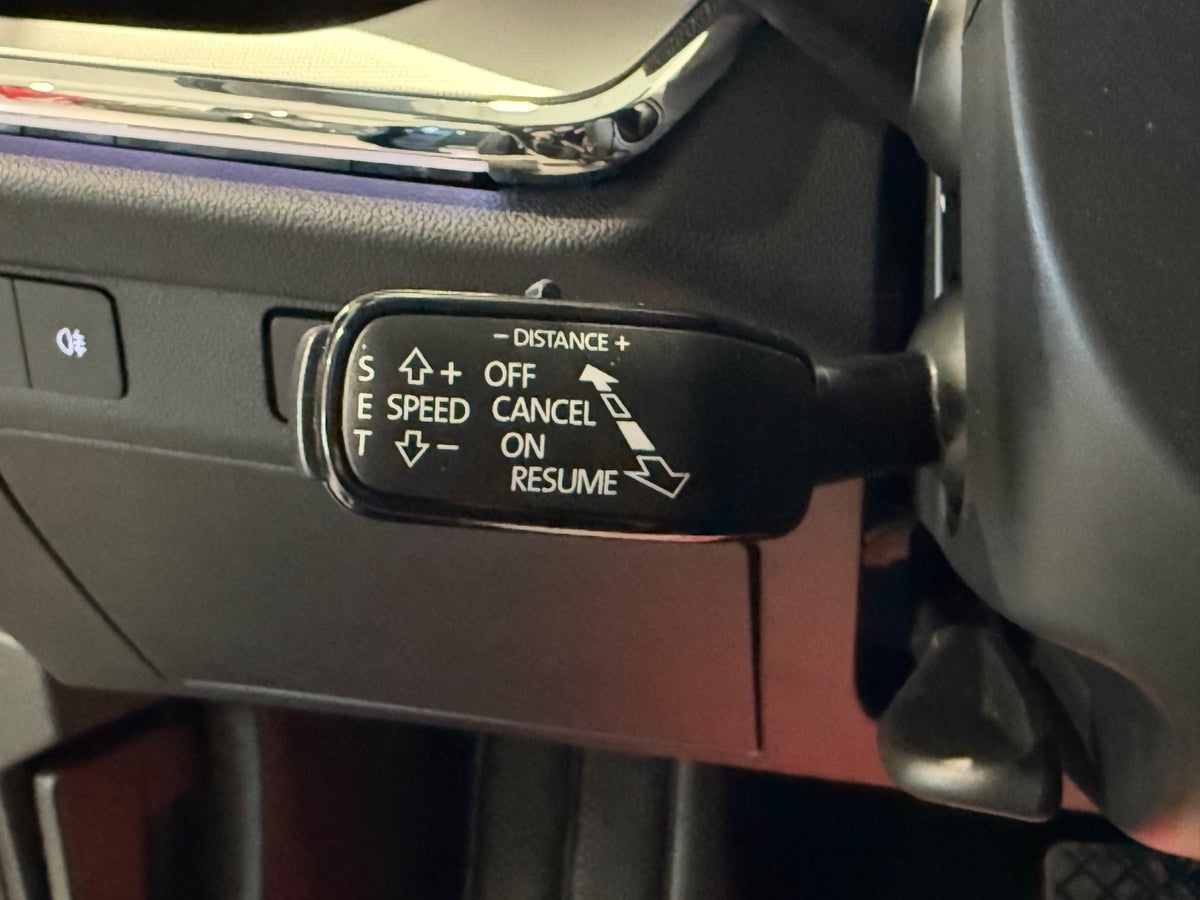 – DISTANCE +
S + OFF
E SPEED CANCEL
T – ON
RESUME